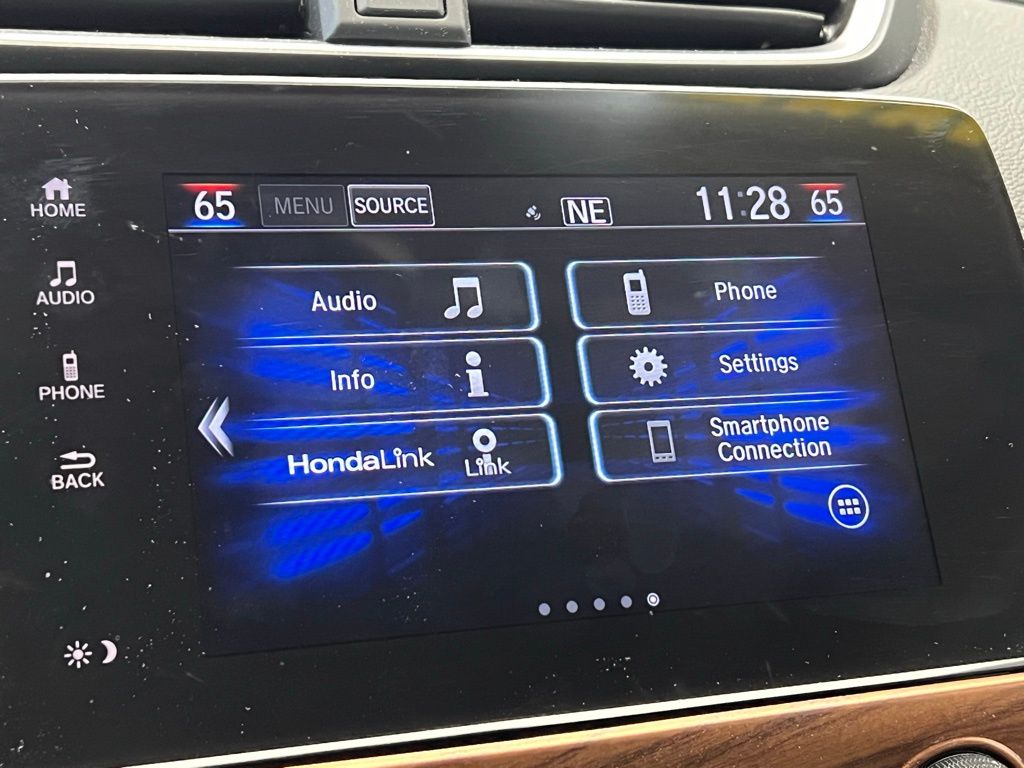 HOME
AUDIO
PHONE
BACK
65 MENU SOURCE NE 11:28 65
Audio
Phone
Info
Settings
HondaLink Link
Smartphone
Connection